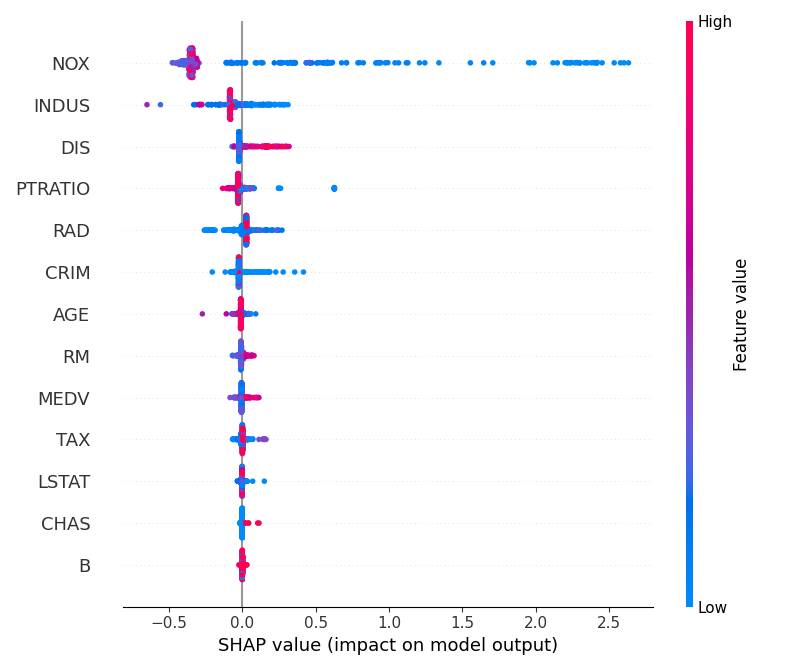 High
NOX
INDUS
DIS
PTRATIO
RAD
CRIM
AGE
RM
MEDV
TAX
LSTAT
CHAS
B
Feature value
Low
−0.5 0.0 0.5 1.0 1.5 2.0 2.5
SHAP value (impact on model output)